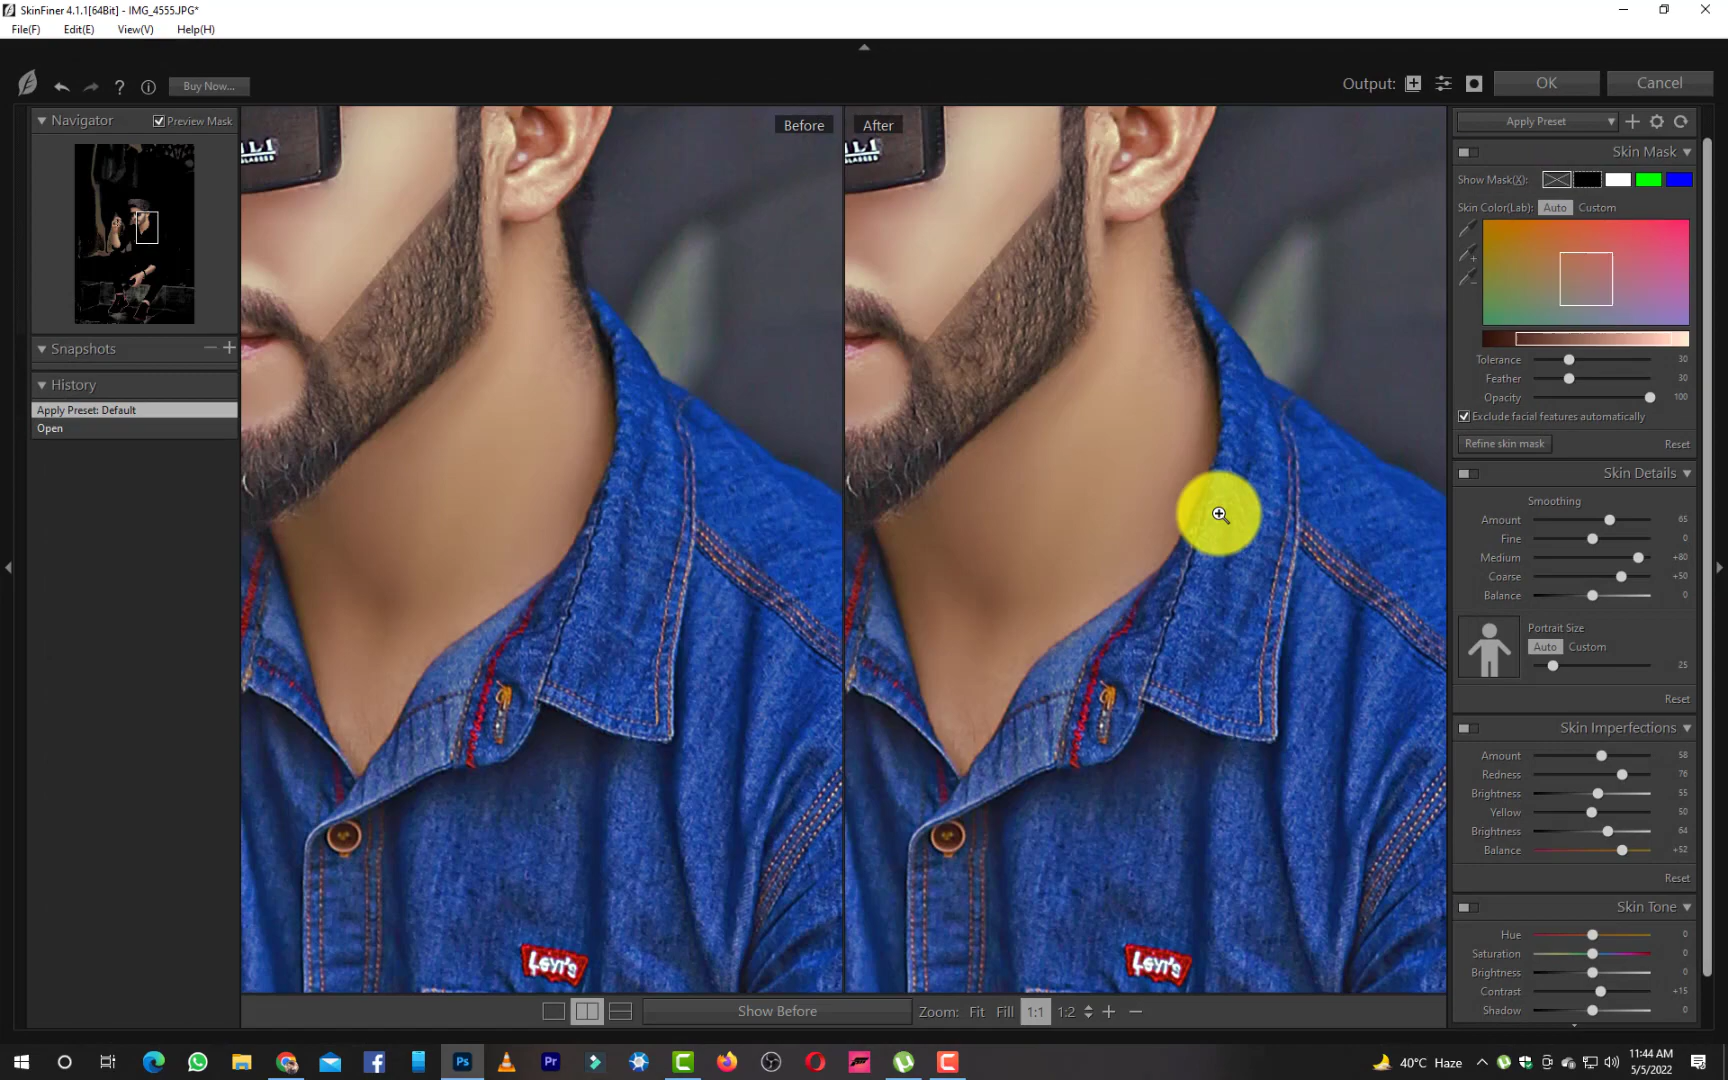 SkinFiner 4.1.1[64Bit] - IMG_4555.JPG*
File(F) Edit(E) View(V) Help(H)
? Buy Now... Output: OK Cancel
Navigator Preview Mask
Before
After
Apply Preset
Skin Mask
Show Mask(X):
Skin Color(Lab): Auto Custom
Tolerance 30
Feather 30
Opacity 100
Exclude facial features automatically
Refine skin mask Reset
Snapshots
History
Apply Preset: Default
Open
Skin Details
Smoothing
Amount 65
Fine 0
Medium +80
Coarse +50
Balance 0
Portrait Size
Auto Custom
25
Reset
Skin Imperfections
Amount 58
Redness 76
Brightness 55
Yellow 50
Brightness 64
Balance +52
Reset
Skin Tone
Hue 0
Saturation 0
Brightness 0
Contrast +15
Shadow 0
Show Before Zoom: Fit Fill 1:1 1:2
Ps Pr 40°C Haze 11:44 AM
5/5/2022